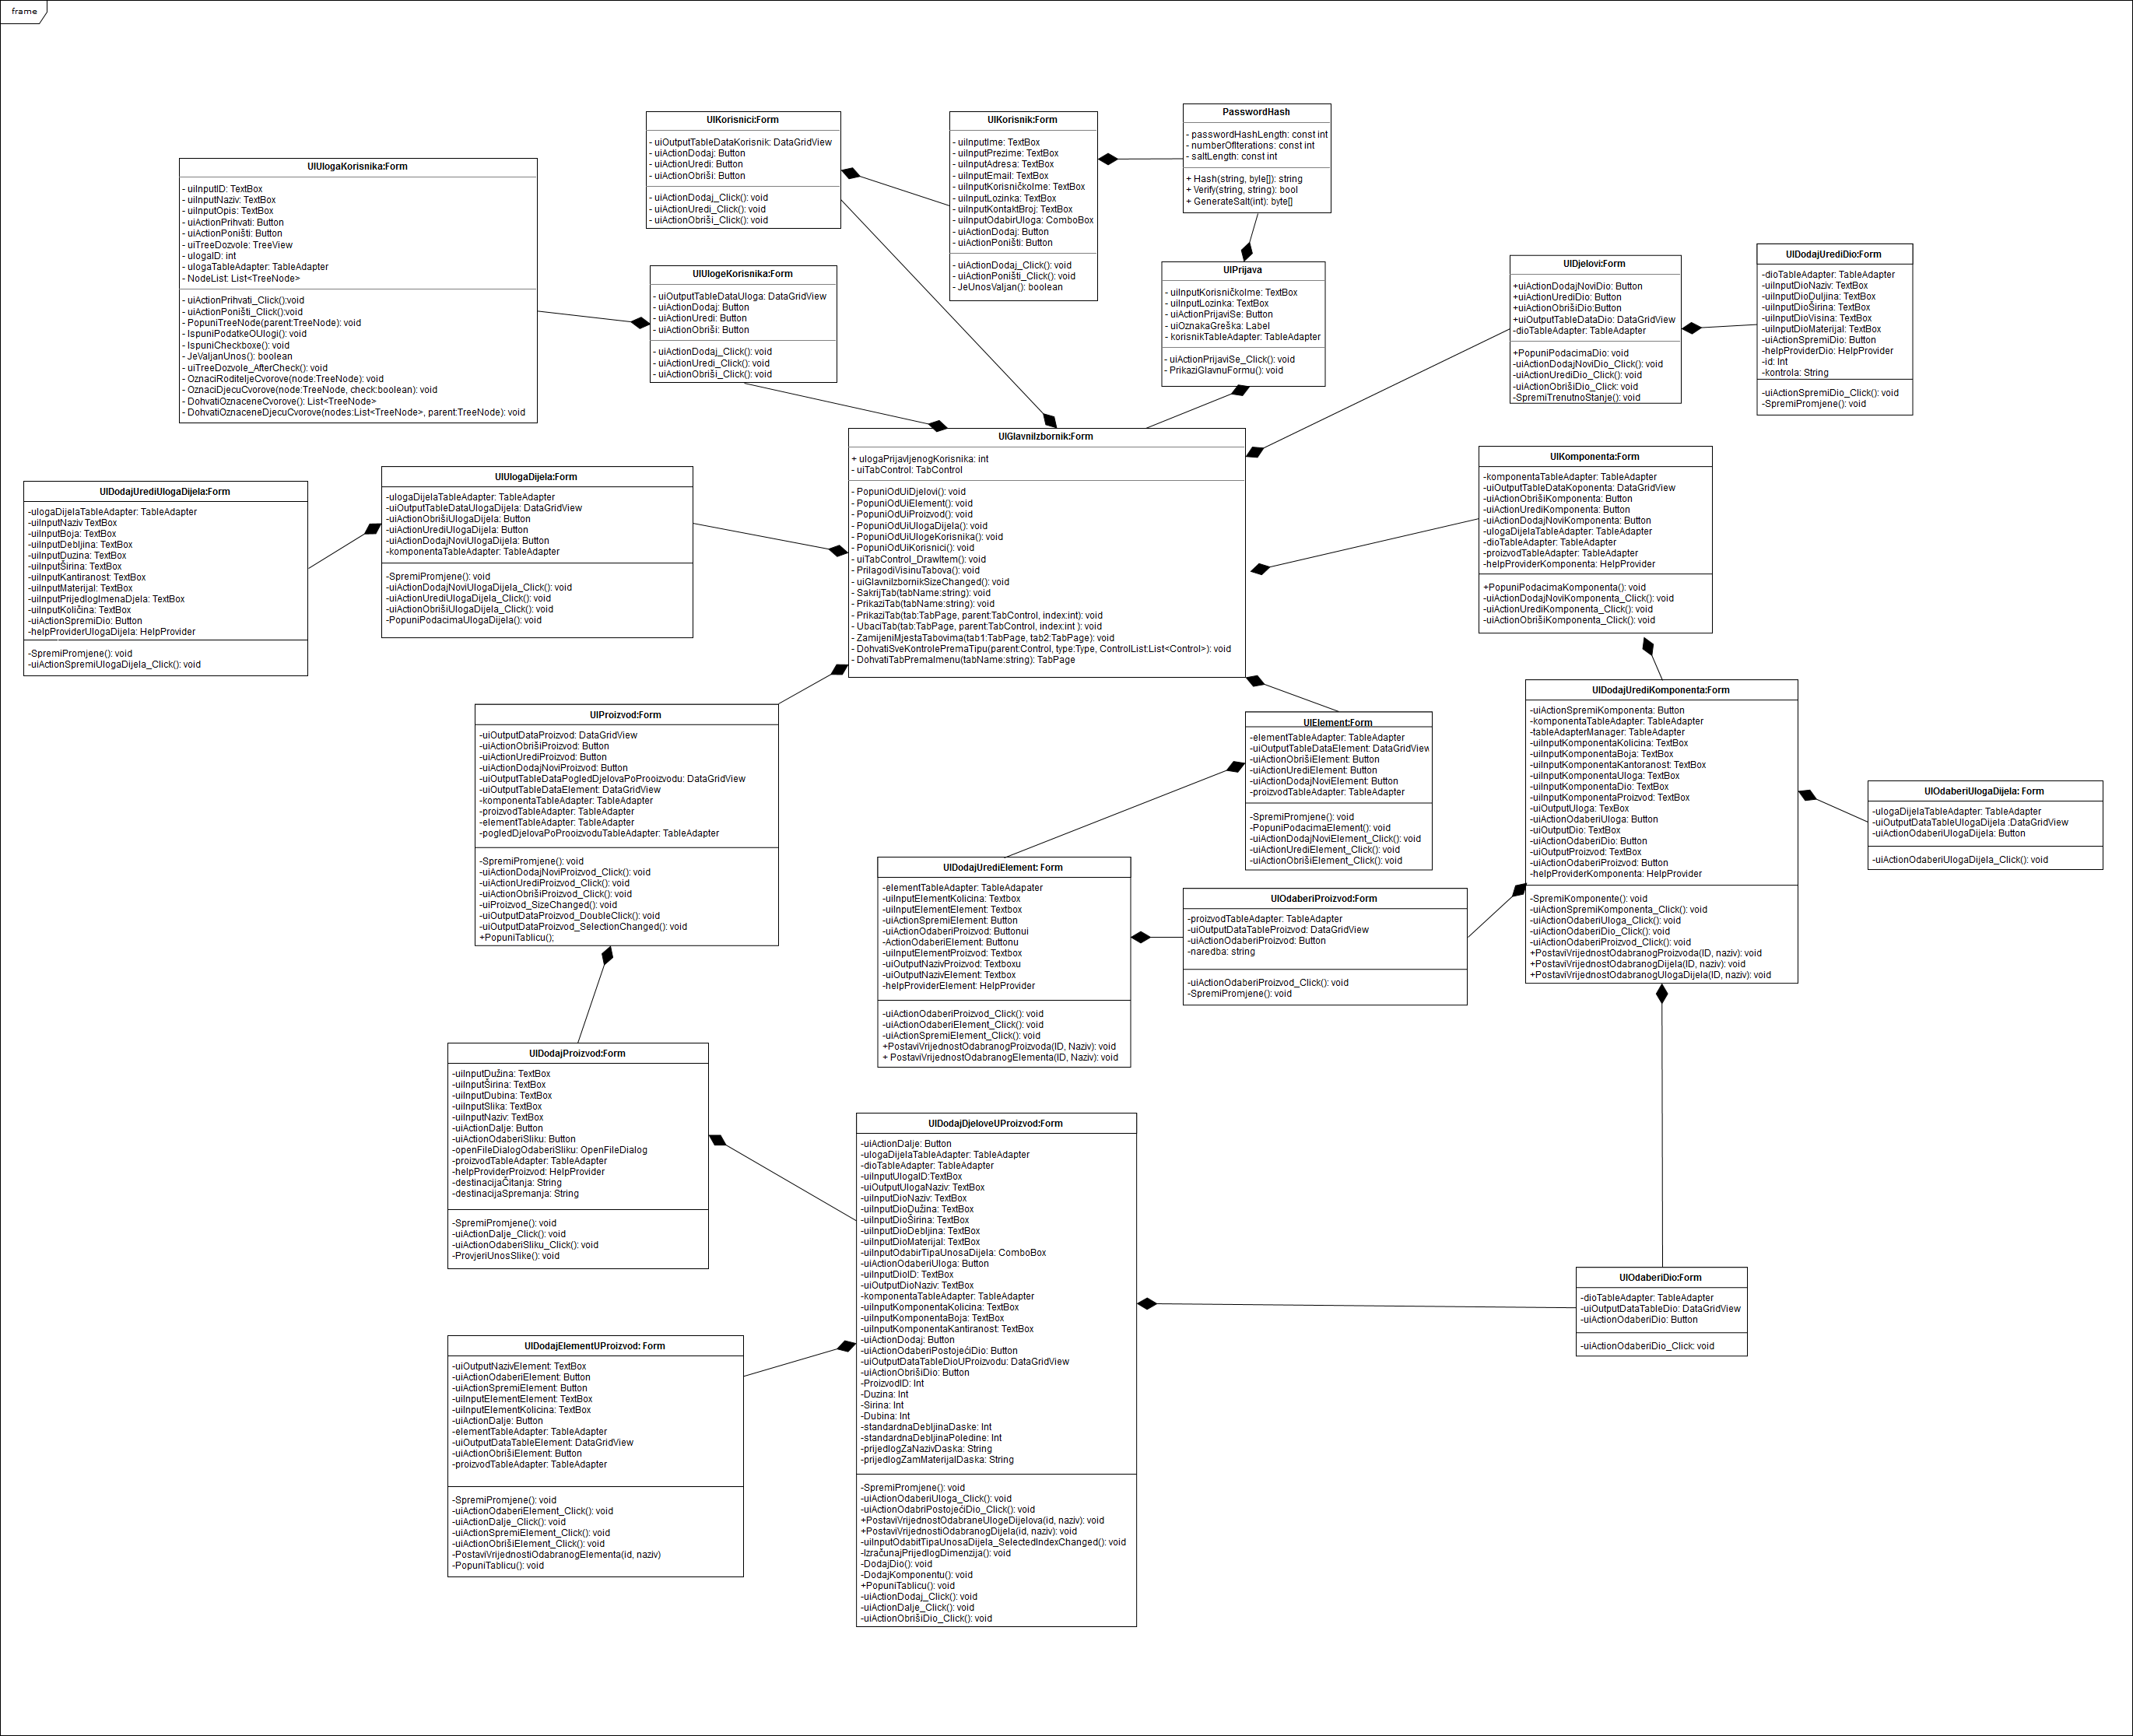 frame
UIUlogaKorisnika:Form
- uiInputID: TextBox
- uiInputNaziv: TextBox
- uiInputOpis: TextBox
- uiActionPrihvati: Button
- uiActionPoništi: Button
- uiTreeDozvole: TreeView
- ulogaID: int
- ulogaTableAdapter: TableAdapter
- NodeList: List<TreeNode>
- uiActionPrihvati_Click():void
- uiActionPoništi_Click():void
- PopuniTreeNode(parent:TreeNode): void
- IspuniPodatkeOUlogi(): void
- IspuniCheckboxe(): void
- JeValjanUnos(): boolean
- uiTreeDozvole_AfterCheck(): void
- OznaciRoditeljeCvorove(node:TreeNode): void
- OznaciDjecuCvorove(node:TreeNode, check:boolean): void
- DohvatiOznaceneCvorove(): List<TreeNode>
- DohvatiOznaceneDjecuCvorove(nodes:List<TreeNode>, parent:TreeNode): void
UIKorisnici:Form
- uiOutputTableDataKorisnik: DataGridView
- uiActionDodaj: Button
- uiActionUredi: Button
- uiActionObriši: Button
- uiActionDodaj_Click(): void
- uiActionUredi_Click(): void
- uiActionObriši_Click(): void
UIUlogeKorisnika:Form
- uiOutputTableDataUloga: DataGridView
- uiActionDodaj: Button
- uiActionUredi: Button
- uiActionObriši: Button
- uiActionDodaj_Click(): void
- uiActionUredi_Click(): void
- uiActionObriši_Click(): void
UIKorisnik:Form
- uiInputIme: TextBox
- uiInputPrezime: TextBox
- uiInputAdresa: TextBox
- uiInputEmail: TextBox
- uiInputKorisničkoIme: TextBox
- uiInputLozinka: TextBox
- uiInputKontaktBroj: TextBox
- uiInputOdabirUloga: ComboBox
- uiActionDodaj: Button
- uiActionPoništi: Button
- uiActionDodaj_Click(): void
- uiActionPoništi_Click(): void
- JeUnosValjan(): boolean
PasswordHash
- passwordHashLength: const int
- numberOfIterations: const int
- saltLength: const int
+ Hash(string, byle[]): string
+ Verify(string, string): bool
+ GenerateSalt(int): byte[]
UIPrijava
- uiInputKorisničkoIme: TextBox
- uiInputLozinka: TextBox
- uiActionPrijaviSe: Button
- uiOznakaGreška: Label
- korisnikTableAdapter: TableAdapter
- uiActionPrijaviSe_Click(): void
- PrikaziGlavnuFormu(): void
UIDjelovi:Form
+uiActionDodajNoviDio: Button
+uiActionUrediDio: Button
+uiActionObrišiDio:Button
+uiOutputTableDataDio: DataGridView
-dioTableAdapter: TableAdapter
+PopuniPodacimaDio: void
-uiActionDodajNoviDio_Click(): void
-uiActionUrediDio_Click(): void
-uiActionObrišiDio_Click: void
-SpremiTrenutnoStanje(): void
UIDodajUrediDio:Form
-dioTableAdapter: TableAdapter
-uiInputDioNaziv: TextBox
-uiInputDioDuljina: TextBox
-uiInputDioŠirina: TextBox
-uiInputDioVisina: TextBox
-uiInputDioMaterijal: TextBox
-uiActionSpremiDio: Button
-helpProviderDio: HelpProvider
-id: Int
-kontrola: String
-uiActionSpremiDio_Click(): void
-SpremiPromjene(): void
UIGlavniIzbornik:Form
+ ulogaPrijavljenogKorisnika: int
- uiTabControl: TabControl
- PopuniOdUiDjelovi(): void
- PopuniOdUiElement(): void
- PopuniOdUiProizvod(): void
- PopuniOdUiUlogaDijela(): void
- PopuniOdUiUlogeKorisnika(): void
- PopuniOdUiKorisnici(): void
- uiTabControl_DrawItem(): void
- PrilagodiVisinuTabova(): void
- uiGlavniIzbornikSizeChanged(): void
- SakrijTab(tabName:string): void
- PrikaziTab(tabName:string): void
- PrikaziTab(tab:TabPage, parent:TabControl, index:int): void
- UbaciTab(tab:TabPage, parent:TabControl, index:int ): void
- ZamijeniMjestaTabovima(tab1:TabPage, tab2:TabPage): void
- DohvatiSveKontrolePremaTipu(parent:Control, type:Type, ControlList:List<Control>): void
- DohvatiTabPremaImenu(tabName:string): TabPage
UIDodajUrediUlogaDijela:Form
-ulogaDijelaTableAdapter: TableAdapter
-uiInputNaziv TextBox
-uiInputBoja: TextBox
-uiInputDebljina: TextBox
-uiInputDuzina: TextBox
-uiInputŠirina: TextBox
-uiInputKantiranost: TextBox
-uiInputMaterijal: TextBox
-uiInputPrijedlogImenaDjela: TextBox
-uiInputKoličina: TextBox
-uiActionSpremiDio: Button
-helpProviderUlogaDijela: HelpProvider
-SpremiPromjene(): void
-uiActionSpremiUlogaDijela_Click(): void
UIUlogaDijela:Form
-ulogaDijelaTableAdapter: TableAdapter
-uiOutputTableDataUlogaDijela: DataGridView
-uiActionObrišiUlogaDijela: Button
-uiActionUrediUlogaDijela: Button
-uiActionDodajNoviUlogaDijela: Button
-komponentaTableAdapter: TableAdapter
-SpremiPromjene(): void
-uiActionDodajNoviUlogaDijela_Click(): void
-uiActionUrediUlogaDijela_Click(): void
-uiActionObrišiUlogaDijela_Click(): void
-PopuniPodacimaUlogaDijela(): void
UIKomponenta:Form
-komponentaTableAdapter: TableAdapter
-uiOutputTableDataKoponenta: DataGridView
-uiActionObrišiKomponenta: Button
-uiActionUrediKomponenta: Button
-uiActionDodajNoviKomponenta: Button
-ulogaDijelaTableAdapter: TableAdapter
-dioTableAdapter: TableAdapter
-proizvodTableAdapter: TableAdapter
-helpProviderKomponenta: HelpProvider
+PopuniPodacimaKomponenta(): void
-uiActionDodajNoviKomponenta_Click(): void
-uiActionUrediKomponenta_Click(): void
-uiActionObrišiKomponenta_Click(): void
UIProizvod:Form
-uiOutputDataProizvod: DataGridView
-uiActionObrišiProizvod: Button
-uiActionUrediProizvod: Button
-uiActionDodajNoviProizvod: Button
-uiOutputTableDataPogledDjelovaPoProoizvodu: DataGridView
-uiOutputTableDataElement: DataGridView
-komponentaTableAdapter: TableAdapter
-proizvodTableAdapter: TableAdapter
-elementTableAdapter: TableAdapter
-pogledDjelovaPoProoizvoduTableAdapter: TableAdapter
-SpremiPromjene(): void
-uiActionDodajNoviProizvod_Click(): void
-uiActionUrediProizvod_Click(): void
-uiActionObrišiProizvod_Click(): void
-uiProizvod_SizeChanged(): void
-uiOutputDataProizvod_DoubleClick(): void
-uiOutputDataProizvod_SelectionChanged(): void
+PopuniTablicu();
UIElement:Form
-elementTableAdapter: TableAdapter
-uiOutputTableDataElement: DataGridView
-uiActionObrišiElement: Button
-uiActionUrediElement: Button
-uiActionDodajNoviElement: Button
-proizvodTableAdapter: TableAdapter
-SpremiPromjene(): void
-PopuniPodacimaElement(): void
-uiActionDodajNoviElement_Click(): void
-uiActionUrediElement_Click(): void
-uiActionObrišiElement_Click(): void
UIDodajUrediKomponenta:Form
-uiActionSpremiKomponenta: Button
-komponentaTableAdapter: TableAdapter
-tableAdapterManager: TableAdapter
-uiInputKomponentaKolicina: TextBox
-uiInputKomponentaBoja: TextBox
-uiInputKomponentaKantoranost: TextBox
-uiInputKomponentaUloga: TextBox
-uiInputKomponentaDio: TextBox
-uiInputKomponentaProizvod: TextBox
-uiOutputUloga: TexBox
-uiActionOdaberiUloga: Button
-uiOutputDio: TextBox
-uiActionOdaberiDio: Button
-uiOutputProizvod: TextBox
-uiActionOdaberiProizvod: Button
-helpProviderKomponenta: HelpProvider
-SpremiKomponente(): void
-uiActionSpremiKomponenta_Click(): void
-uiActionOdaberiUloga_Click(): void
-uiActionOdaberiDio_Click(): void
-uiActionOdaberiProizvod_Click(): void
+PostaviVrijednostOdabranogProizvoda(ID, naziv): void
+PostaviVrijednostOdabranogDijela(ID, naziv): void
+PostaviVrijednostOdabranogUlogaDijela(ID, naziv): void
UIOdaberiUlogaDijela: Form
-ulogaDijelaTableAdapter: TableAdapter
-uiOutputDataTableUlogaDijela :DataGridView
-uiActionOdaberiUlogaDijela: Button
-uiActionOdaberiUlogaDijela_Click(): void
UIDodajUrediElement: Form
-elementTableAdapter: TableAdapater
-uiInputElementKolicina: Textbox
-uiInputElementElement: Textbox
-uiActionSpremiElement: Button
-uiActionOdaberiProizvod: Buttonui
-ActionOdaberiElement: Buttonu
-uiInputElementProizvod: Textbox
-uiOutputNazivProizvod: Textboxu
-uiOutputNazivElement: Textbox
-helpProviderElement: HelpProvider
-uiActionOdaberiProizvod_Click(): void
-uiActionOdaberiElement_Click(): void
-uiActionSpremiElement_Click(): void
+PostaviVrijednostOdabranogProizvoda(ID, Naziv): void
+ PostaviVrijednostOdabranogElementa(ID, Naziv): void
UIOdaberiProizvod:Form
-proizvodTableAdapter: TableAdapter
-uiOutputDataTableProizvod: DataGridView
-uiActionOdaberiProizvod: Button
-naredba: string
-uiActionOdaberiProizvod_Click(): void
-SpremiPromjene(): void
UIDodajProizvod:Form
-uiInputDužina: TextBox
-uiInputŠirina: TextBox
-uiInputDubina: TextBox
-uiInputSlika: TextBox
-uiInputNaziv: TextBox
-uiActionDalje: Button
-uiActionOdaberiSliku: Button
-openFileDialogOdaberiSliku: OpenFileDialog
-proizvodTableAdapter: TableAdapter
-helpProviderProizvod: HelpProvider
-destinacijaČitanja: String
-destinacijaSpremanja: String
-SpremiPromjene(): void
-uiActionDalje_Click(): void
-uiActionOdaberiSliku_Click(): void
-ProvjeriUnosSlike(): void
UIDodajDjeloveUProizvod:Form
-uiActionDalje: Button
-ulogaDijelaTableAdapter: TableAdapter
-dioTableAdapter: TableAdapter
-uiInputUlogaID:TextBox
-uiOutputUlogaNaziv: TextBox
-uiInputDioNaziv: TextBox
-uiInputDioDužina: TextBox
-uiInputDioŠirina: TextBox
-uiInputDioDebljina: TextBox
-uiInputDioMaterijal: TextBox
-uiInputOdabirTipaUnosaDijela: ComboBox
-uiActionOdaberiUloga: Button
-uiInputDioID: TextBox
-uiOutputDioNaziv: TextBox
-komponentaTableAdapter: TableAdapter
-uiInputKomponentaKolicina: TextBox
-uiInputKomponentaBoja: TextBox
-uiInputKomponentaKantiranost: TextBox
-uiActionDodaj: Button
-uiActionOdaberiPostojećiDio: Button
-uiOutputDataTableDioUProizvodu: DataGridView
-uiActionObrišiDio: Button
-ProizvodID: Int
-Duzina: Int
-Sirina: Int
-Dubina: Int
-standardnaDebljinaDaske: Int
-standardnaDebljinaPoledine: Int
-prijedlogZaNazivDaska: String
-prijedlogZamMaterijalDaska: String
-SpremiPromjene(): void
-uiActionOdaberiUloga_Click(): void
-uiActionOdabriPostojećiDio_Click(): void
+PostaviVrijednostOdabraneUlogeDijelova(id, naziv): void
+PostaviVrijednostiOdabranogDijela(id, naziv): void
-uiInputOdabitTipaUnosaDijela_SelectedIndexChanged(): void
-IzračunajPrijedlogDimenzija(): void
-DodajDio(): void
-DodajKomponentu(): void
+PopuniTablicu(): void
-uiActionDodaj_Click(): void
-uiActionDalje_Click(): void
-uiActionObrišiDio_Click(): void
UIOdaberiDio:Form
-dioTableAdapter: TableAdapter
-uiOutputDataTableDio: DataGridView
-uiActionOdaberiDio: Button
-uiActionOdaberiDio_Click: void
UIDodajElementUProizvod: Form
-uiOutputNazivElement: TextBox
-uiActionOdaberiElement: Button
-uiActionSpremiElement: Button
-uiInputElementElement: TextBox
-uiInputElementKolicina: TextBox
-uiActionDalje: Button
-elementTableAdapter: TableAdapter
-uiOutputDataTableElement: DataGridView
-uiActionObrišiElement: Button
-proizvodTableAdapter: TableAdapter
-SpremiPromjene(): void
-uiActionOdaberiElement_Click(): void
-uiActionDalje_Click(): void
-uiActionSpremiElement_Click(): void
-uiActionObrišiElement_Click(): void
-PostaviVrijednostiOdabranogElementa(id, naziv)
-PopuniTablicu(): void